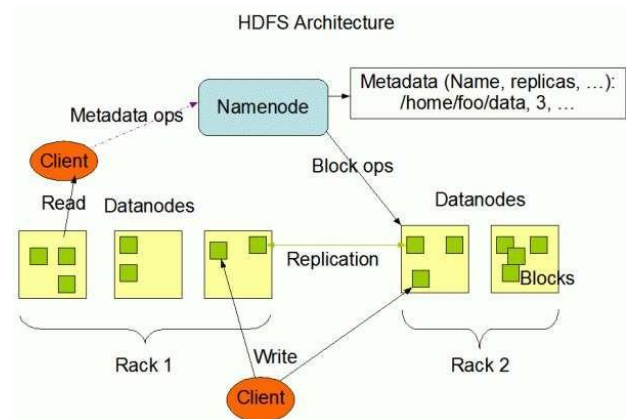 HDFS Architecture
Metadata (Name, replicas, ...):
/home/foo/data, 3, ...
Namenode
Metadata ops
Client
Block ops
Read
Datanodes
Datanodes
Replication
Blocks
Rack 1
Write
Rack 2
Client